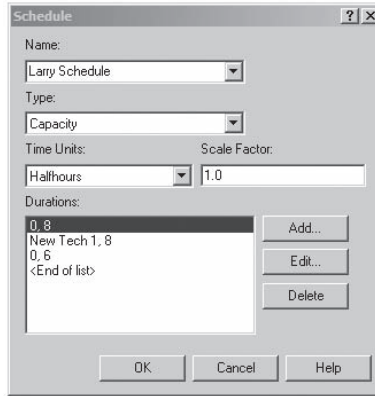 Schedule ? X
Name:
Larry Schedule
Type:
Capacity
Time Units: Scale Factor:
Halfhours 1.0
Durations:
0, 8
New Tech 1, 8
0, 6
<End of list>
Add...
Edit...
Delete
OK Cancel Help